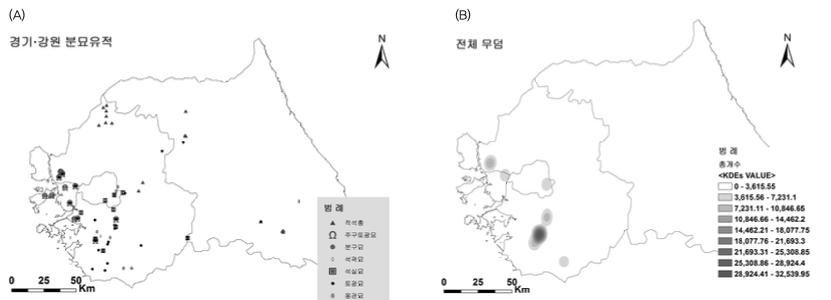 (A)
경기·강원 분묘유적
N
범 례
적석총
주구토광묘
분구묘
석곽묘
석실묘
토광묘
옹관묘
0 25 50
Km
(B)
전체 무덤
N
범 례
총개수
<KDEs VALUE>
0 - 3,615.55
3,615.56 - 7,231.1
7,231.11 - 10,846.65
10,846.66 - 14,462.2
14,462.21 - 18,077.75
18,077.76 - 21,693.3
21,693.31 - 25,308.85
25,308.86 - 28,924.4
28,924.41 - 32,539.95
0 25 50
Km